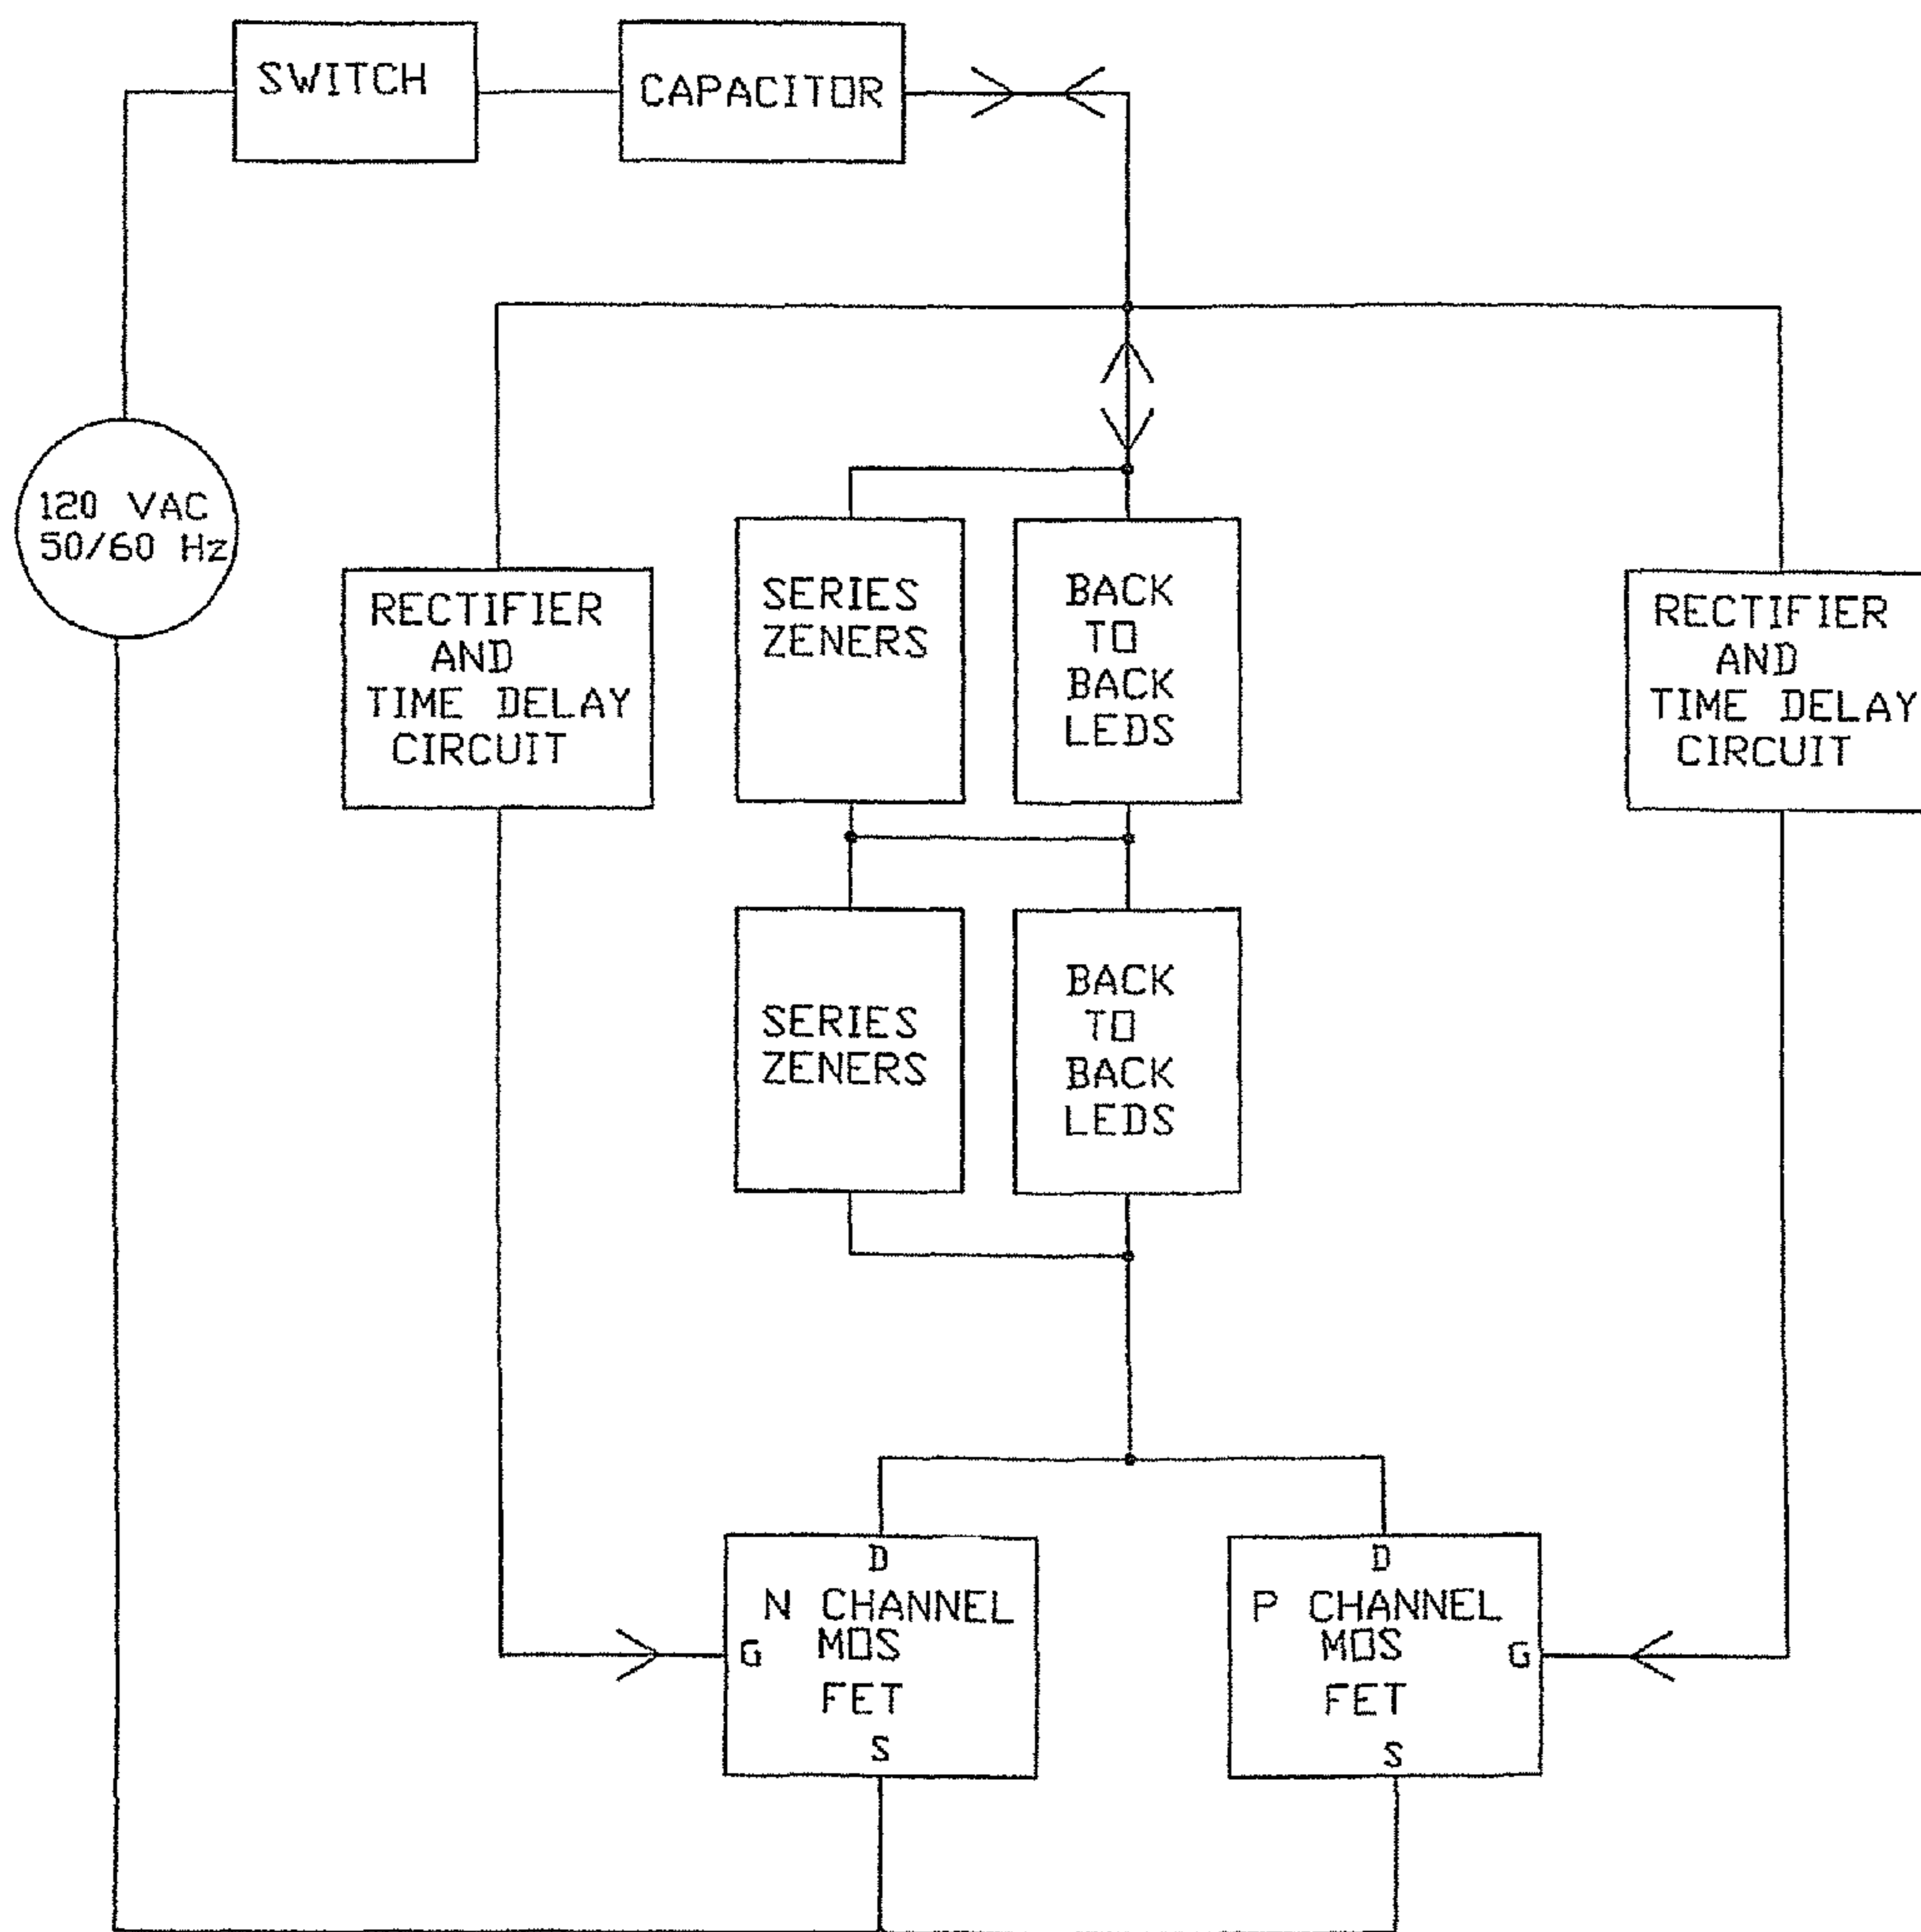 SWITCH
CAPACITOR
120 VAC
50/60 Hz
RECTIFIER
AND
TIME DELAY
CIRCUIT
SERIES
ZENERS
BACK
TO
BACK
LEDS
RECTIFIER
AND
TIME DELAY
CIRCUIT
SERIES
ZENERS
BACK
TO
BACK
LEDS
D
N CHANNEL
G MOS
FET
S
D
P CHANNEL
MOS G
FET
S